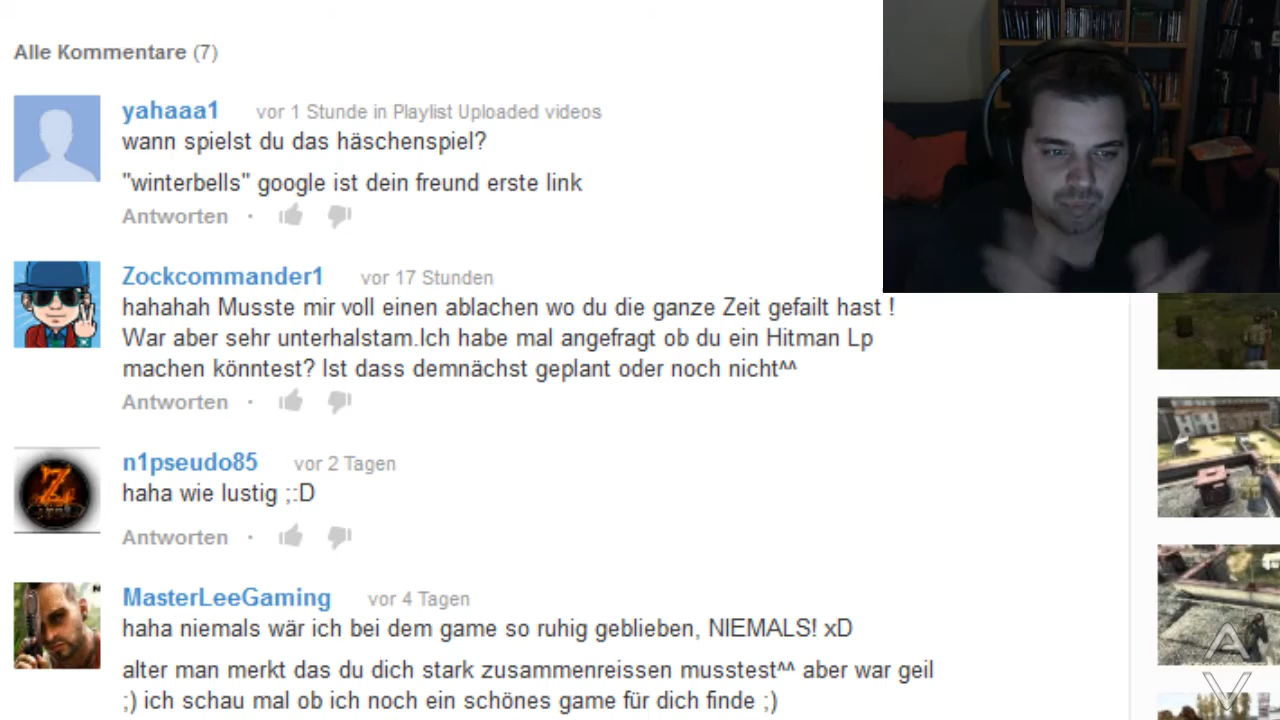 Alle Kommentare (7)
yahaaa1 vor 1 Stunde in Playlist Uploaded videos
wann spielst du das häschenspiel?
"winterbells" google ist dein freund erste link
Antworten ·
Zockcommander1 vor 17 Stunden
hahahah Musste mir voll einen ablachen wo du die ganze Zeit gefailt hast !
War aber sehr unterhalstam.Ich habe mal angefragt ob du ein Hitman Lp
machen könntest? Ist dass demnächst geplant oder noch nicht^^
Antworten ·
n1pseudo85 vor 2 Tagen
haha wie lustig ;:D
Antworten ·
MasterLeeGaming vor 4 Tagen
haha niemals wär ich bei dem game so ruhig geblieben, NIEMALS! xD
alter man merkt das du dich stark zusammenreissen musstest^^ aber war geil
;) ich schau mal ob ich noch ein schönes game für dich finde ;)